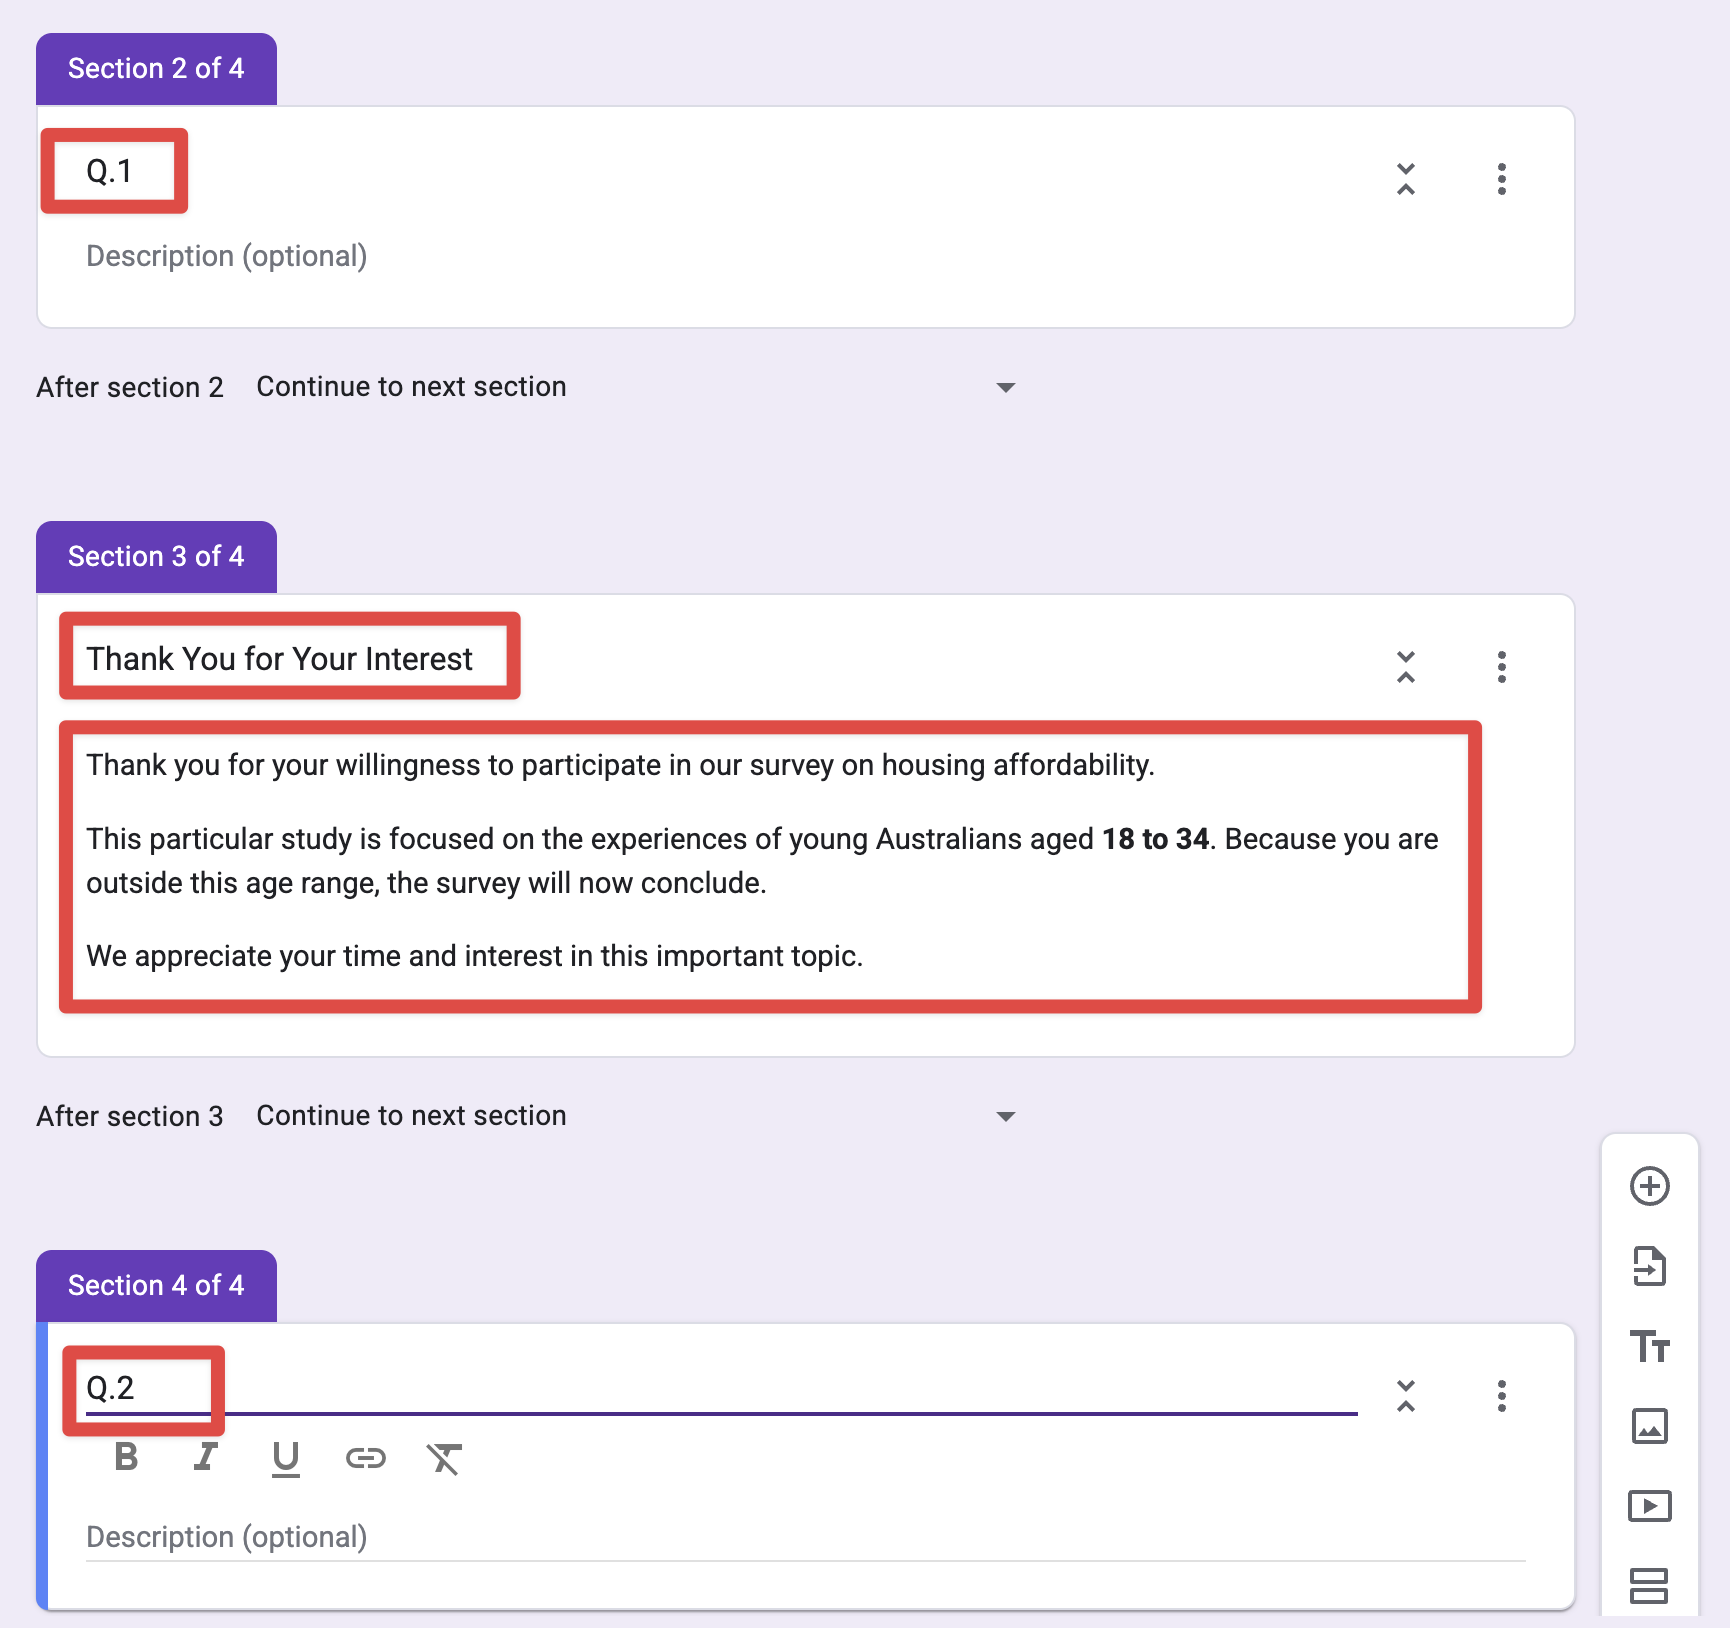 Section 2 of 4
Q.1
Description (optional)
After section 2 Continue to next section
Section 3 of 4
Thank You for Your Interest
Thank you for your willingness to participate in our survey on housing affordability.
This particular study is focused on the experiences of young Australians aged 18 to 34. Because you are
outside this age range, the survey will now conclude.
We appreciate your time and interest in this important topic.
After section 3 Continue to next section
Section 4 of 4
Q.2
B I U
Description (optional)
Tt